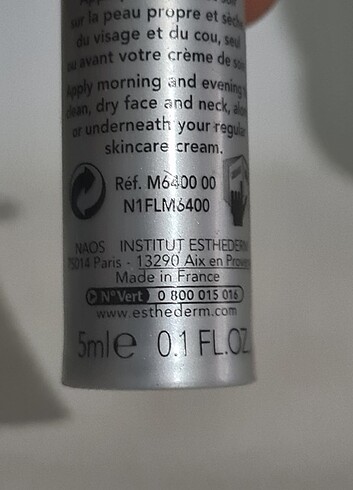 sur la peau propre et sèche
du visage et du cou, seul
ou avant votre crème de soin
Apply morning and evening
clean, dry face and neck,
or underneath your regular
skincare cream.
Réf. M6400 00
N1FLM6400
NAOS INSTITUT ESTHEDERM
75014 Paris - 13290 Aix en Provence
Made in France
N° Vert 0 800 015 016
www.esthederm.com
5ml e 0.1 FL.OZ.